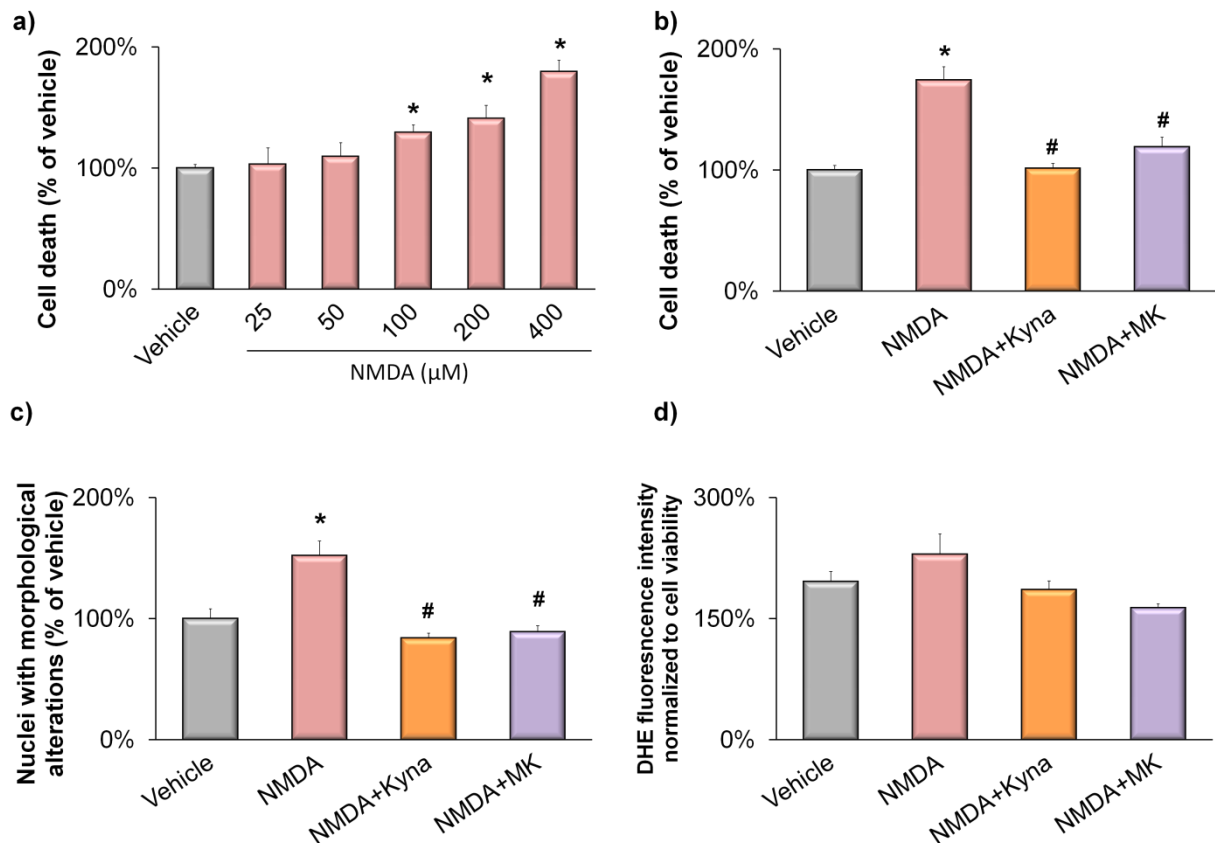 a)
Cell death (% of vehicle)
200%
100%
0%
*
*
*
Vehicle
25
50
100
200
400
NMDA (µM)
b)
Cell death (% of vehicle)
200%
100%
0%
*
#
#
Vehicle
NMDA
NMDA+Kyna
NMDA+MK
c)
Nuclei with morphological
alterations (% of vehicle)
200%
100%
0%
*
#
#
Vehicle
NMDA
NMDA+Kyna
NMDA+MK
d)
DHE fluoresncence intensity
normalized to cell viability
300%
150%
0%
Vehicle
NMDA
NMDA+Kyna
NMDA+MK